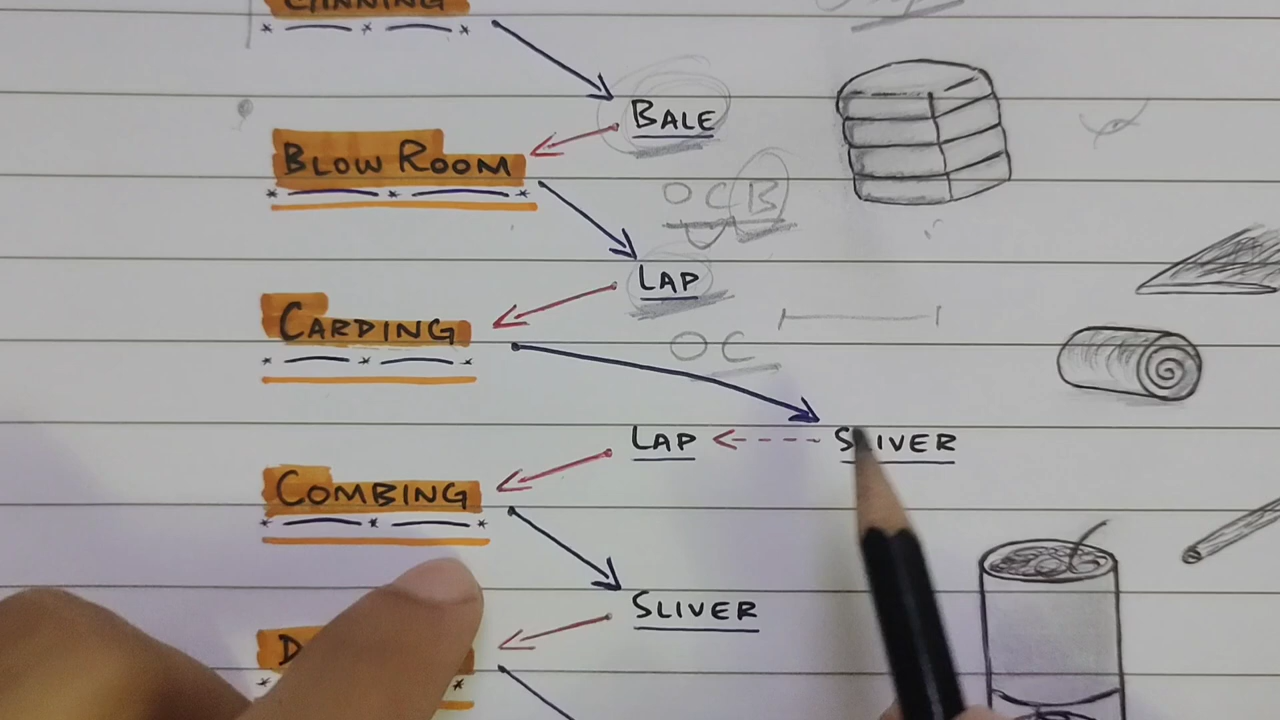 BALE
BLOW ROOM
OCB
LAP
CARDING
OC
LAP SLIVER
COMBING
SLIVER